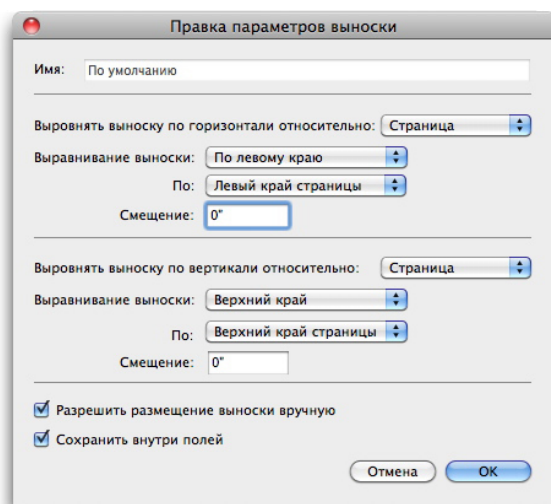 Правка параметров выноски
Имя: По умолчанию
Выровнять выноску по горизонтали относительно: Страница
Выравнивание выноски: По левому краю
По: Левый край страницы
Смещение: 0"
Выровнять выноску по вертикали относительно: Страница
Выравнивание выноски: Верхний край
По: Верхний край страницы
Смещение: 0"
Разрешить размещение выноски вручную
Сохранить внутри полей
Отмена OK